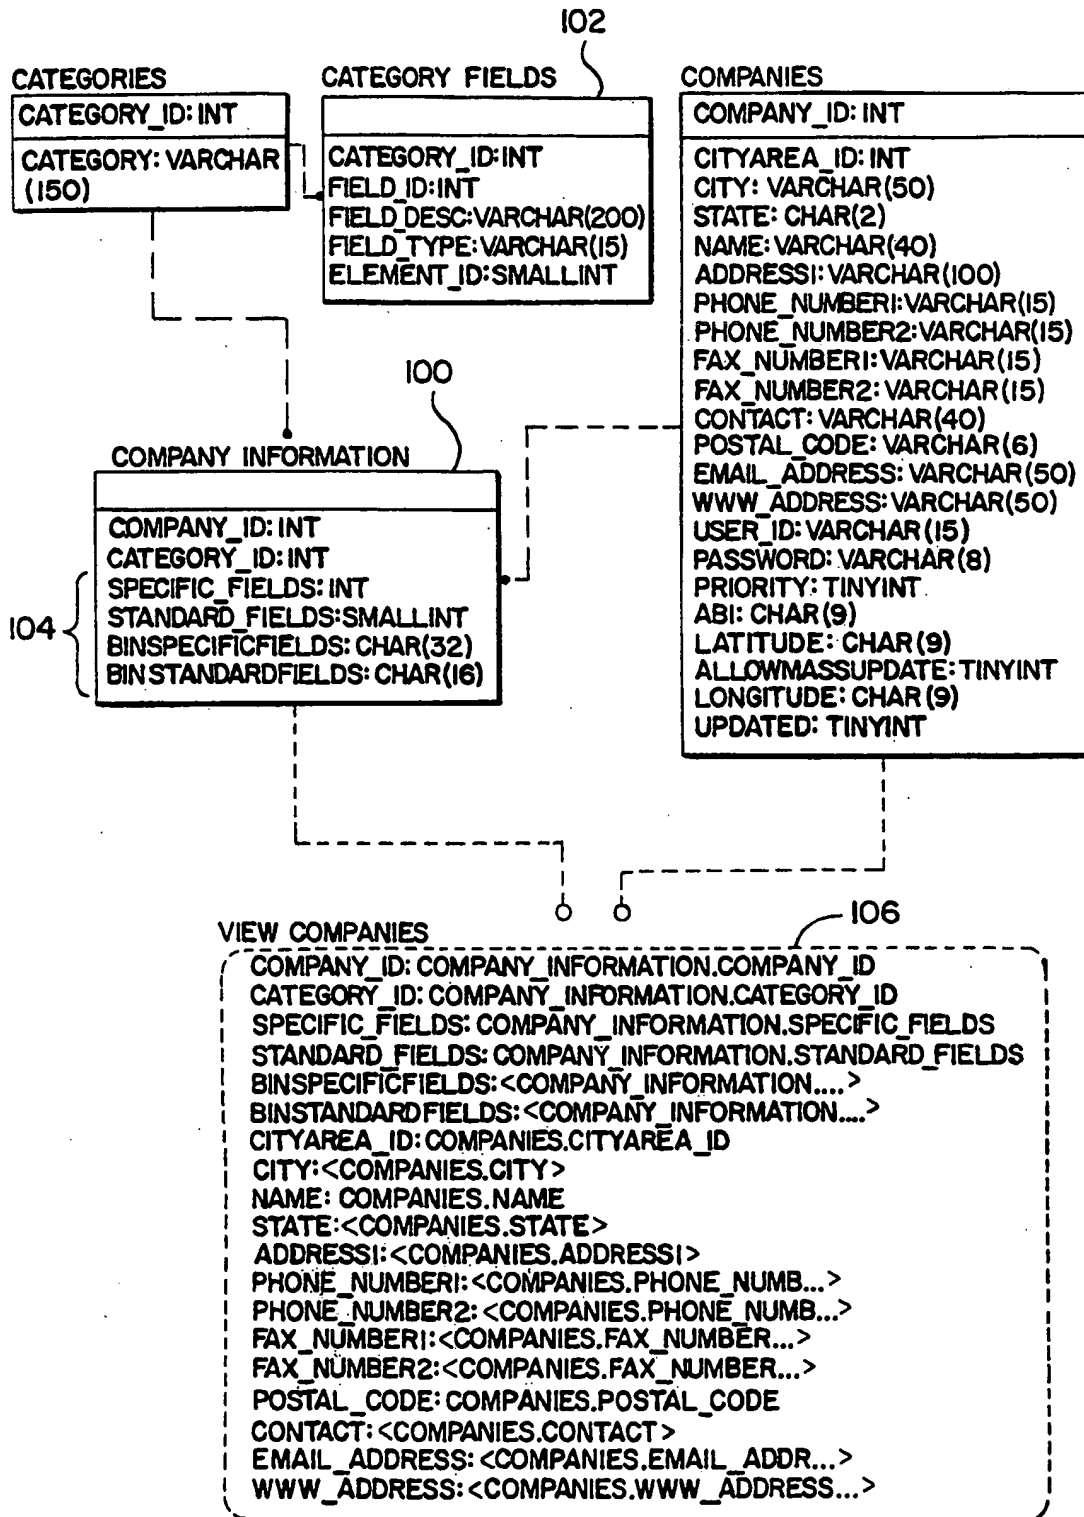 102
CATEGORIES
CATEGORY_ID: INT
CATEGORY: VARCHAR
(150)
CATEGORY FIELDS
CATEGORY_ID:INT
FIELD_ID:INT
FIELD_DESC:VARCHAR(200)
FIELD_TYPE:VARCHAR(15)
ELEMENT_ID:SMALLINT
COMPANIES
COMPANY_ID: INT
CITYAREA_ID: INT
CITY: VARCHAR(50)
STATE: CHAR(2)
NAME: VARCHAR(40)
ADDRESS1: VARCHAR(100)
PHONE_NUMBER1:VARCHAR(15)
PHONE_NUMBER2:VARCHAR(15)
FAX_NUMBER1: VARCHAR(15)
FAX_NUMBER2: VARCHAR(15)
CONTACT: VARCHAR(40)
POSTAL_CODE: VARCHAR(6)
EMAIL_ADDRESS: VARCHAR(50)
WWW_ADDRESS: VARCHAR(50)
USER_ID: VARCHAR(15)
PASSWORD: VARCHAR(8)
PRIORITY: TINYINT
ABI: CHAR(9)
LATITUDE: CHAR(9)
ALLOWMASSUPDATE: TINYINT
LONGITUDE: CHAR(9)
UPDATED: TINYINT
100
COMPANY INFORMATION
COMPANY_ID: INT
CATEGORY_ID: INT
SPECIFIC_FIELDS: INT
STANDARD_FIELDS:SMALLINT
BINSPECIFICFIELDS: CHAR(32)
BINSTANDARDFIELDS: CHAR(16)
104
106
VIEW COMPANIES
COMPANY_ID: COMPANY_INFORMATION.COMPANY_ID
CATEGORY_ID: COMPANY_INFORMATION.CATEGORY_ID
SPECIFIC_FIELDS: COMPANY_INFORMATION.SPECIFIC_FIELDS
STANDARD_FIELDS: COMPANY_INFORMATION.STANDARD_FIELDS
BINSPECIFICFIELDS:<COMPANY_INFORMATION....>
BINSTANDARDFIELDS:<COMPANY_INFORMATION....>
CITYAREA_ID: COMPANIES.CITYAREA_ID
CITY:<COMPANIES.CITY>
NAME: COMPANIES.NAME
STATE:<COMPANIES.STATE>
ADDRESS1:<COMPANIES.ADDRESS1>
PHONE_NUMBER1:<COMPANIES.PHONE_NUMB...>
PHONE_NUMBER2: <COMPANIES.PHONE_NUMB...>
FAX_NUMBER1:<COMPANIES.FAX_NUMBER...>
FAX_NUMBER2:<COMPANIES.FAX_NUMBER...>
POSTAL_CODE: COMPANIES.POSTAL_CODE
CONTACT: <COMPANIES.CONTACT>
EMAIL_ADDRESS: <COMPANIES.EMAIL_ADDR...>
WWW_ADDRESS: <COMPANIES.WWW_ADDRESS...>